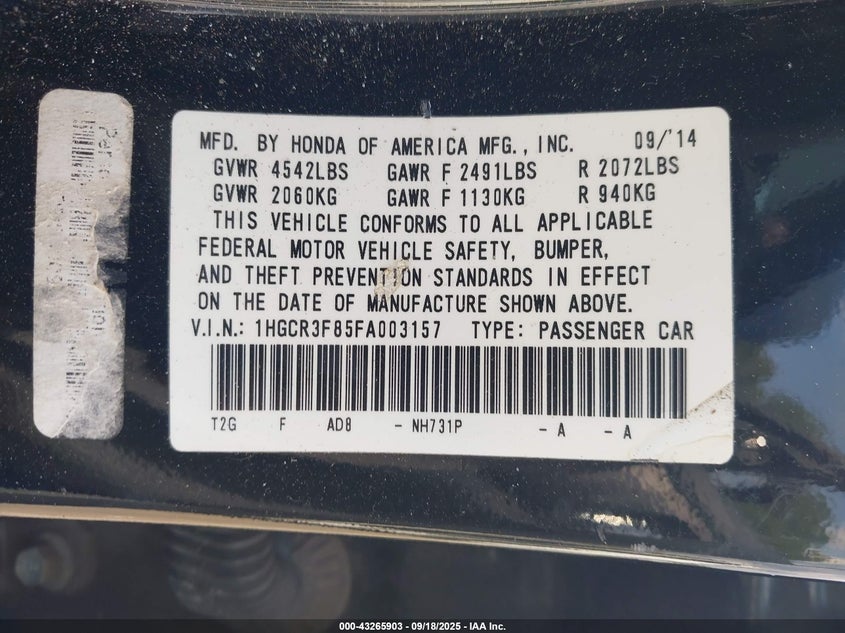 MFD. BY HONDA OF AMERICA MFG., INC. 09/'14
GVWR 4542LBS GAWR F 2491LBS R 2072LBS
GVWR 2060KG GAWR F 1130KG R 940KG
THIS VEHICLE CONFORMS TO ALL APPLICABLE
FEDERAL MOTOR VEHICLE SAFETY, BUMPER,
AND THEFT PREVENTION STANDARDS IN EFFECT
ON THE DATE OF MANUFACTURE SHOWN ABOVE.
V.I.N.: 1HGCR3F85FA003157 TYPE: PASSENGER CAR
T2G F AD8 - NH731P - A - A
000-43265903 - 09/18/2025 - IAA Inc.